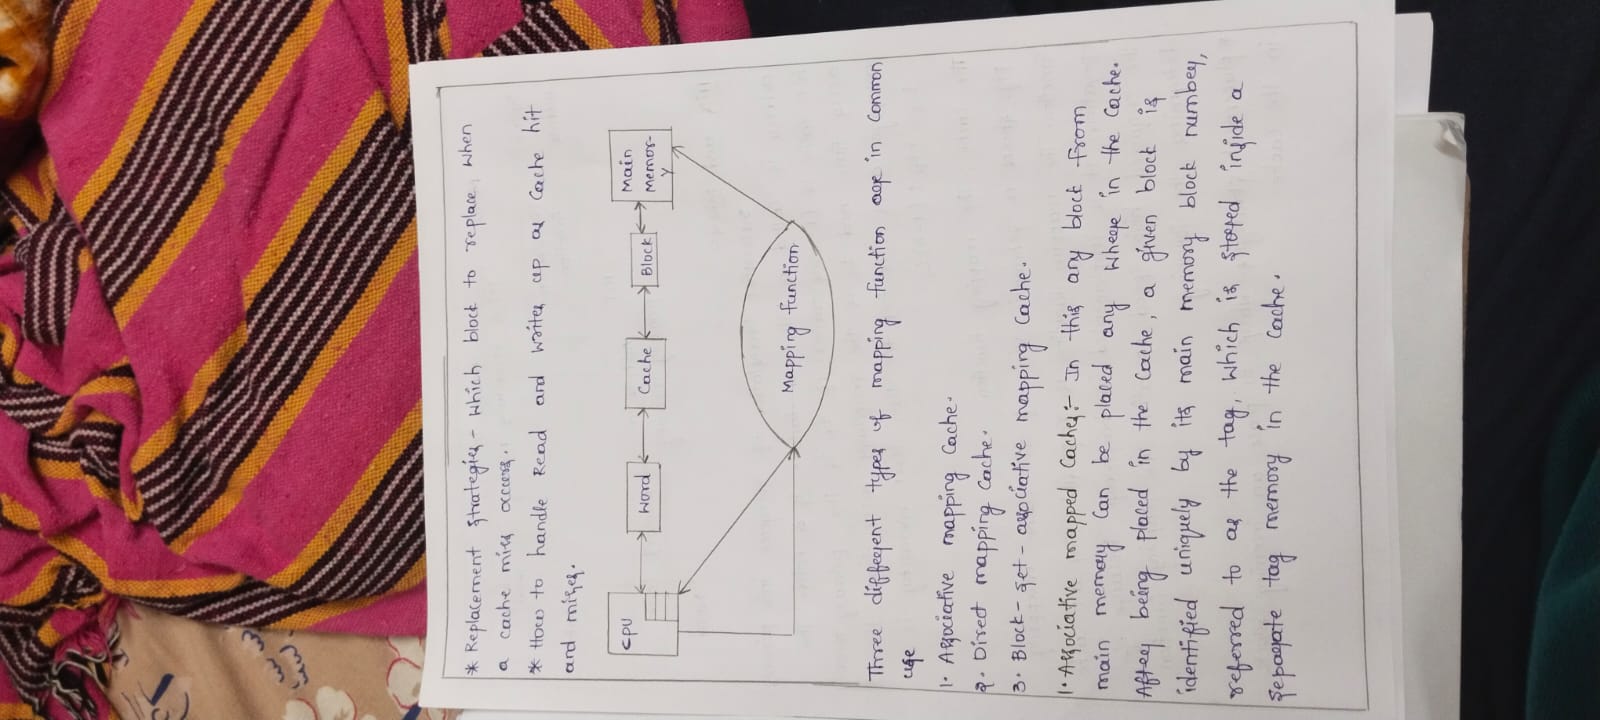 * Replacement strategies - which block to replace, when
a cache miss occurs.
* How to handle Read and writes up as Cache hit
and misses.
CPU
Word
Cache
Block
Main
Memor-
y
Mapping function
Three different types of mapping function are in common
use
1. Associative mapping Cache.
2. Direct mapping Cache.
3. Block - set - associative mapping Cache.
1. Associative mapped Caches :- In this any block from
main memory Can be placed any where in the Cache.
After being placed in the Cache, a given block is
identified uniquely by its main memory block number,
referred to as the tag, which is stored inside a
separate tag memory in the Cache.